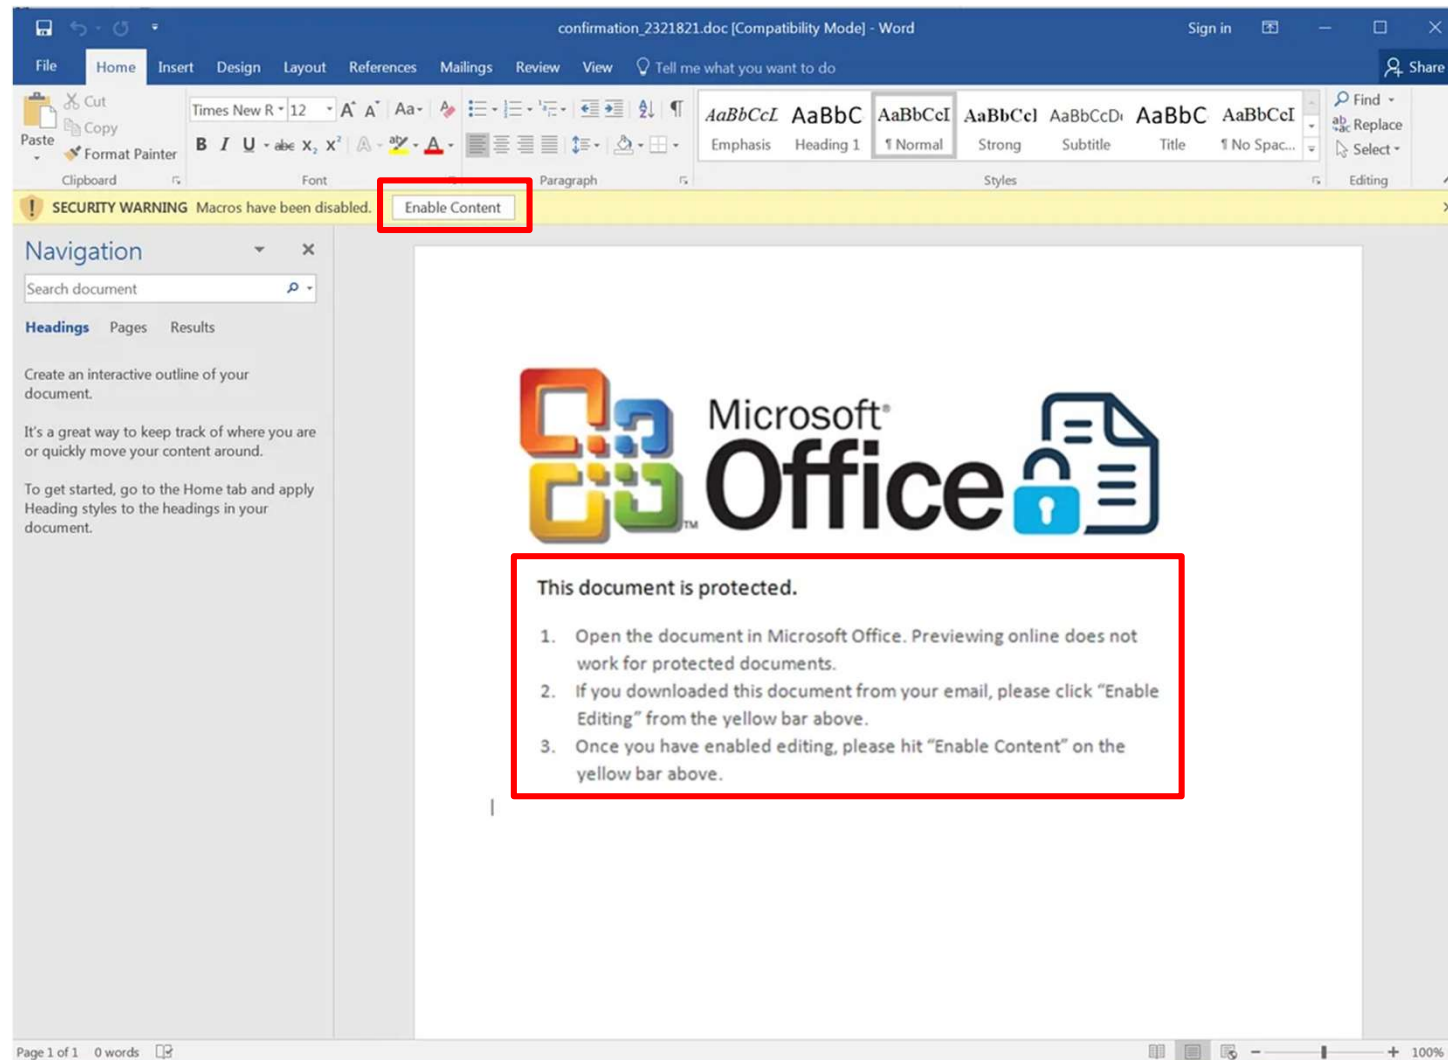 confirmation_2321821.doc [Compatibility Mode] - Word
Sign in
File Home Insert Design Layout References Mailings Review View Tell me what you want to do Share
Cut
Copy
Paste
Format Painter
Clipboard
Times New R 12 Aa
B I U abc X₂ X² A A
Font
Paragraph
AaBbCcL AaBbC AaBbCcI AaBbCcl AaBbCcD AaBbC AaBbCcI
Emphasis Heading 1 ¶ Normal Strong Subtitle Title ¶ No Spac...
Styles
Find
Replace
Select
Editing
SECURITY WARNING Macros have been disabled. Enable Content
Navigation
Search document
Headings Pages Results
Create an interactive outline of your
document.
It's a great way to keep track of where you are
or quickly move your content around.
To get started, go to the Home tab and apply
Heading styles to the headings in your
document.
Microsoft®
Office
TM
This document is protected.
1. Open the document in Microsoft Office. Previewing online does not
work for protected documents.
2. If you downloaded this document from your email, please click “Enable
Editing” from the yellow bar above.
3. Once you have enabled editing, please hit “Enable Content” on the
yellow bar above.
Page 1 of 1 0 words
100%